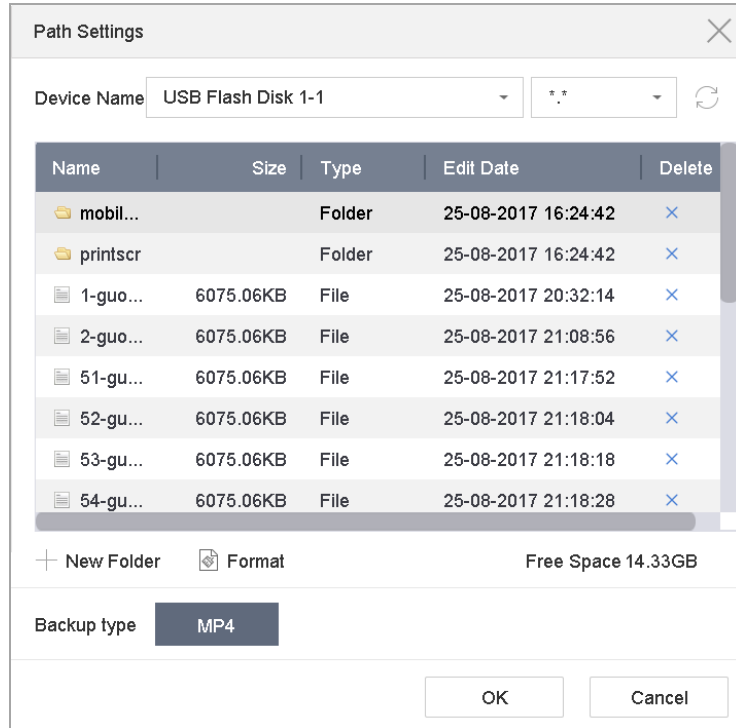 Path Settings
Device Name USB Flash Disk 1-1 *.*
Name Size Type Edit Date Delete
mobil... Folder 25-08-2017 16:24:42
printscr Folder 25-08-2017 16:24:42
1-guo... 6075.06KB File 25-08-2017 20:32:14
2-guo... 6075.06KB File 25-08-2017 21:08:56
51-gu... 6075.06KB File 25-08-2017 21:17:52
52-gu... 6075.06KB File 25-08-2017 21:18:04
53-gu... 6075.06KB File 25-08-2017 21:18:18
54-gu... 6075.06KB File 25-08-2017 21:18:28
New Folder Format Free Space 14.33GB
Backup type MP4
OK Cancel